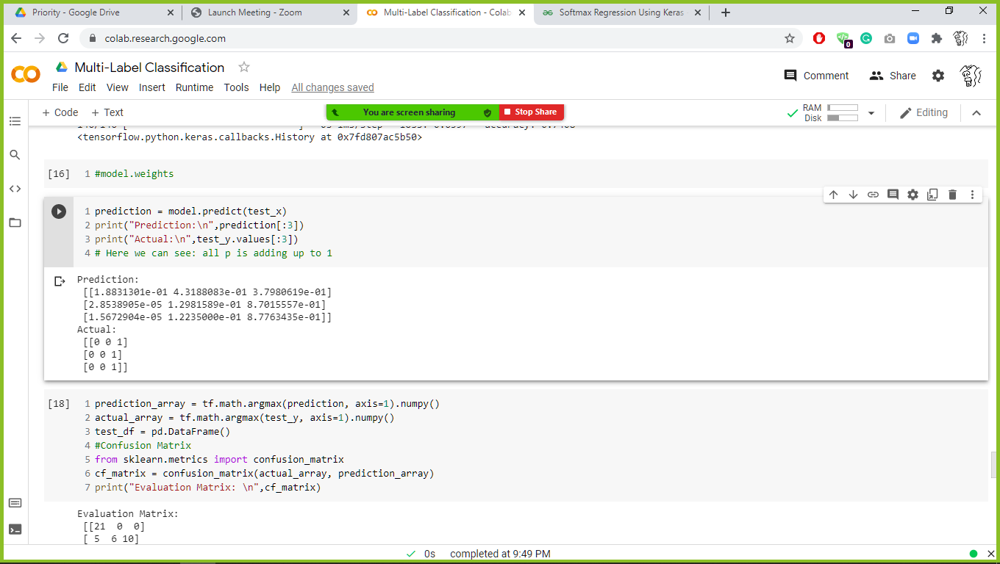 Priority - Google Drive
Launch Meeting - Zoom
Multi-Label Classification - Colab
Softmax Regression Using Keras
colab.research.google.com
0
Multi-Label Classification
File Edit View Insert Runtime Tools Help All changes saved
Comment
Share
+ Code + Text
You are screen sharing
Stop Share
RAM
Disk
Editing
<tensorflow.python.keras.callbacks.History at 0x7fd807ac5b50>
[16] 1 #model.weights
1 prediction = model.predict(test_x)
2 print("Prediction:\n",prediction[:3])
3 print("Actual:\n",test_y.values[:3])
4 # Here we can see: all p is adding up to 1
Prediction:
[[1.8831301e-01 4.3188083e-01 3.7980619e-01]
[2.8538905e-05 1.2981589e-01 8.7015557e-01]
[1.5672904e-05 1.2235000e-01 8.7763435e-01]]
Actual:
[[0 0 1]
[0 0 1]
[0 0 1]]
[18] 1 prediction_array = tf.math.argmax(prediction, axis=1).numpy()
2 actual_array = tf.math.argmax(test_y, axis=1).numpy()
3 test_df = pd.DataFrame()
4 #Confusion Matrix
5 from sklearn.metrics import confusion_matrix
6 cf_matrix = confusion_matrix(actual_array, prediction_array)
7 print("Evaluation Matrix: \n",cf_matrix)
Evaluation Matrix:
[[21 0 0]
[ 5 6 10]
0s completed at 9:49 PM